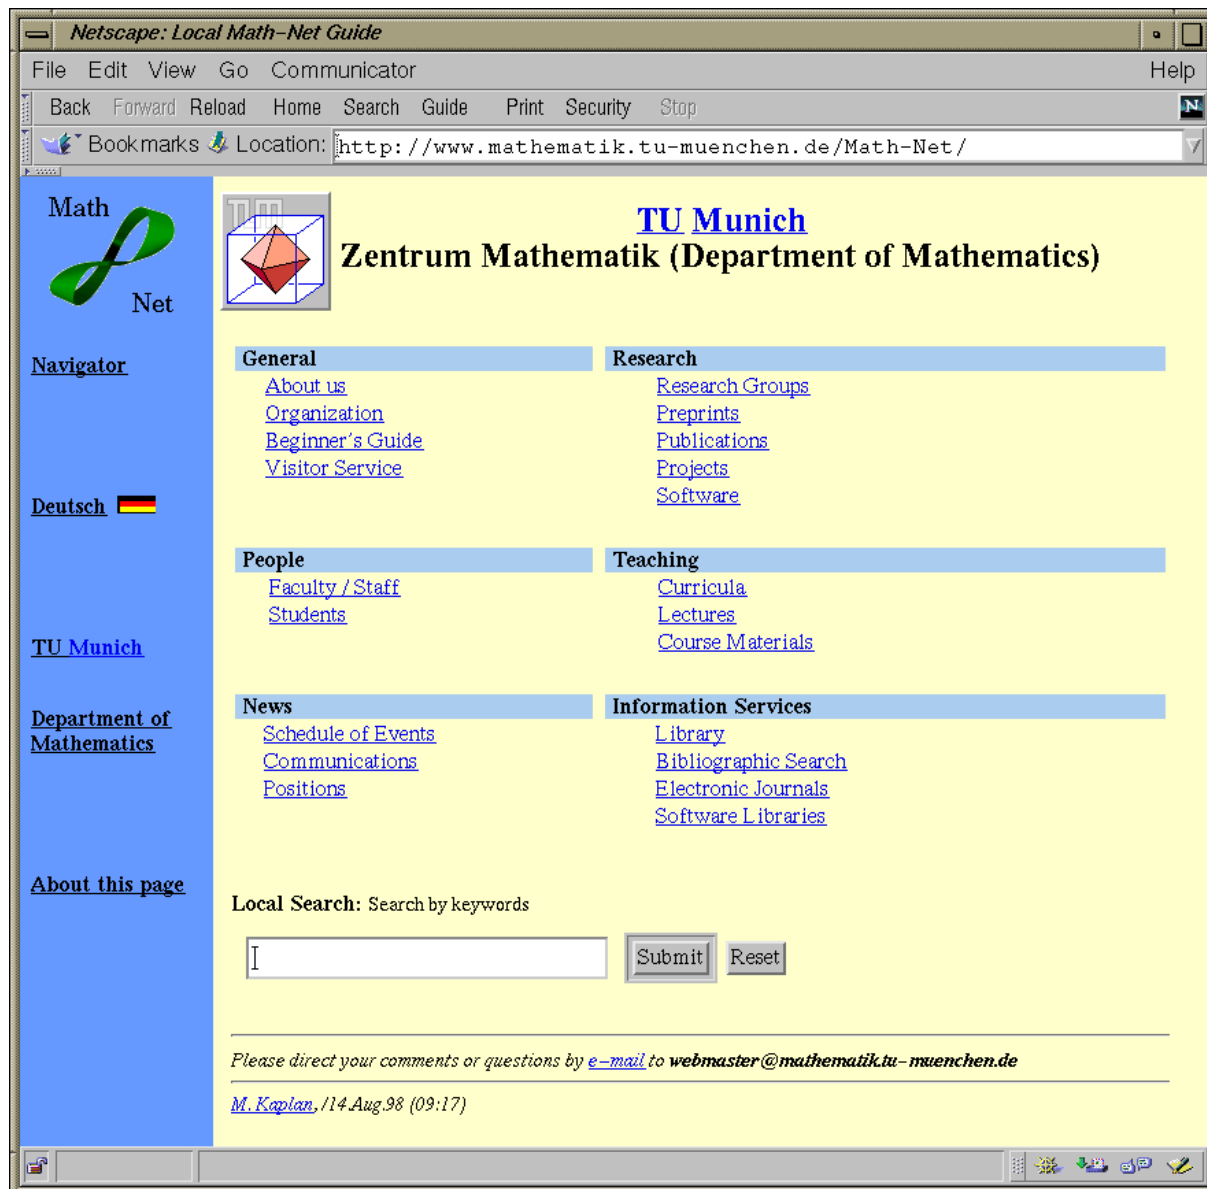 Netscape: Local Math-Net Guide
File Edit View Go Communicator Help
Back Forward Reload Home Search Guide Print Security Stop
N
Bookmarks Location: http://www.mathematik.tu-muenchen.de/Math-Net/
Math
Net
Navigator
Deutsch
TU Munich
Department of
Mathematics
About this page
TUM
TU Munich
Zentrum Mathematik (Department of Mathematics)
General
About us
Organization
Beginner's Guide
Visitor Service
Research
Research Groups
Preprints
Publications
Projects
Software
People
Faculty / Staff
Students
Teaching
Curricula
Lectures
Course Materials
News
Schedule of Events
Communications
Positions
Information Services
Library
Bibliographic Search
Electronic Journals
Software Libraries
Local Search: Search by keywords
Submit Reset
Please direct your comments or questions by e-mail to webmaster@mathematik.tu-muenchen.de
M. Kaplan, /14.Aug.98 (09:17)